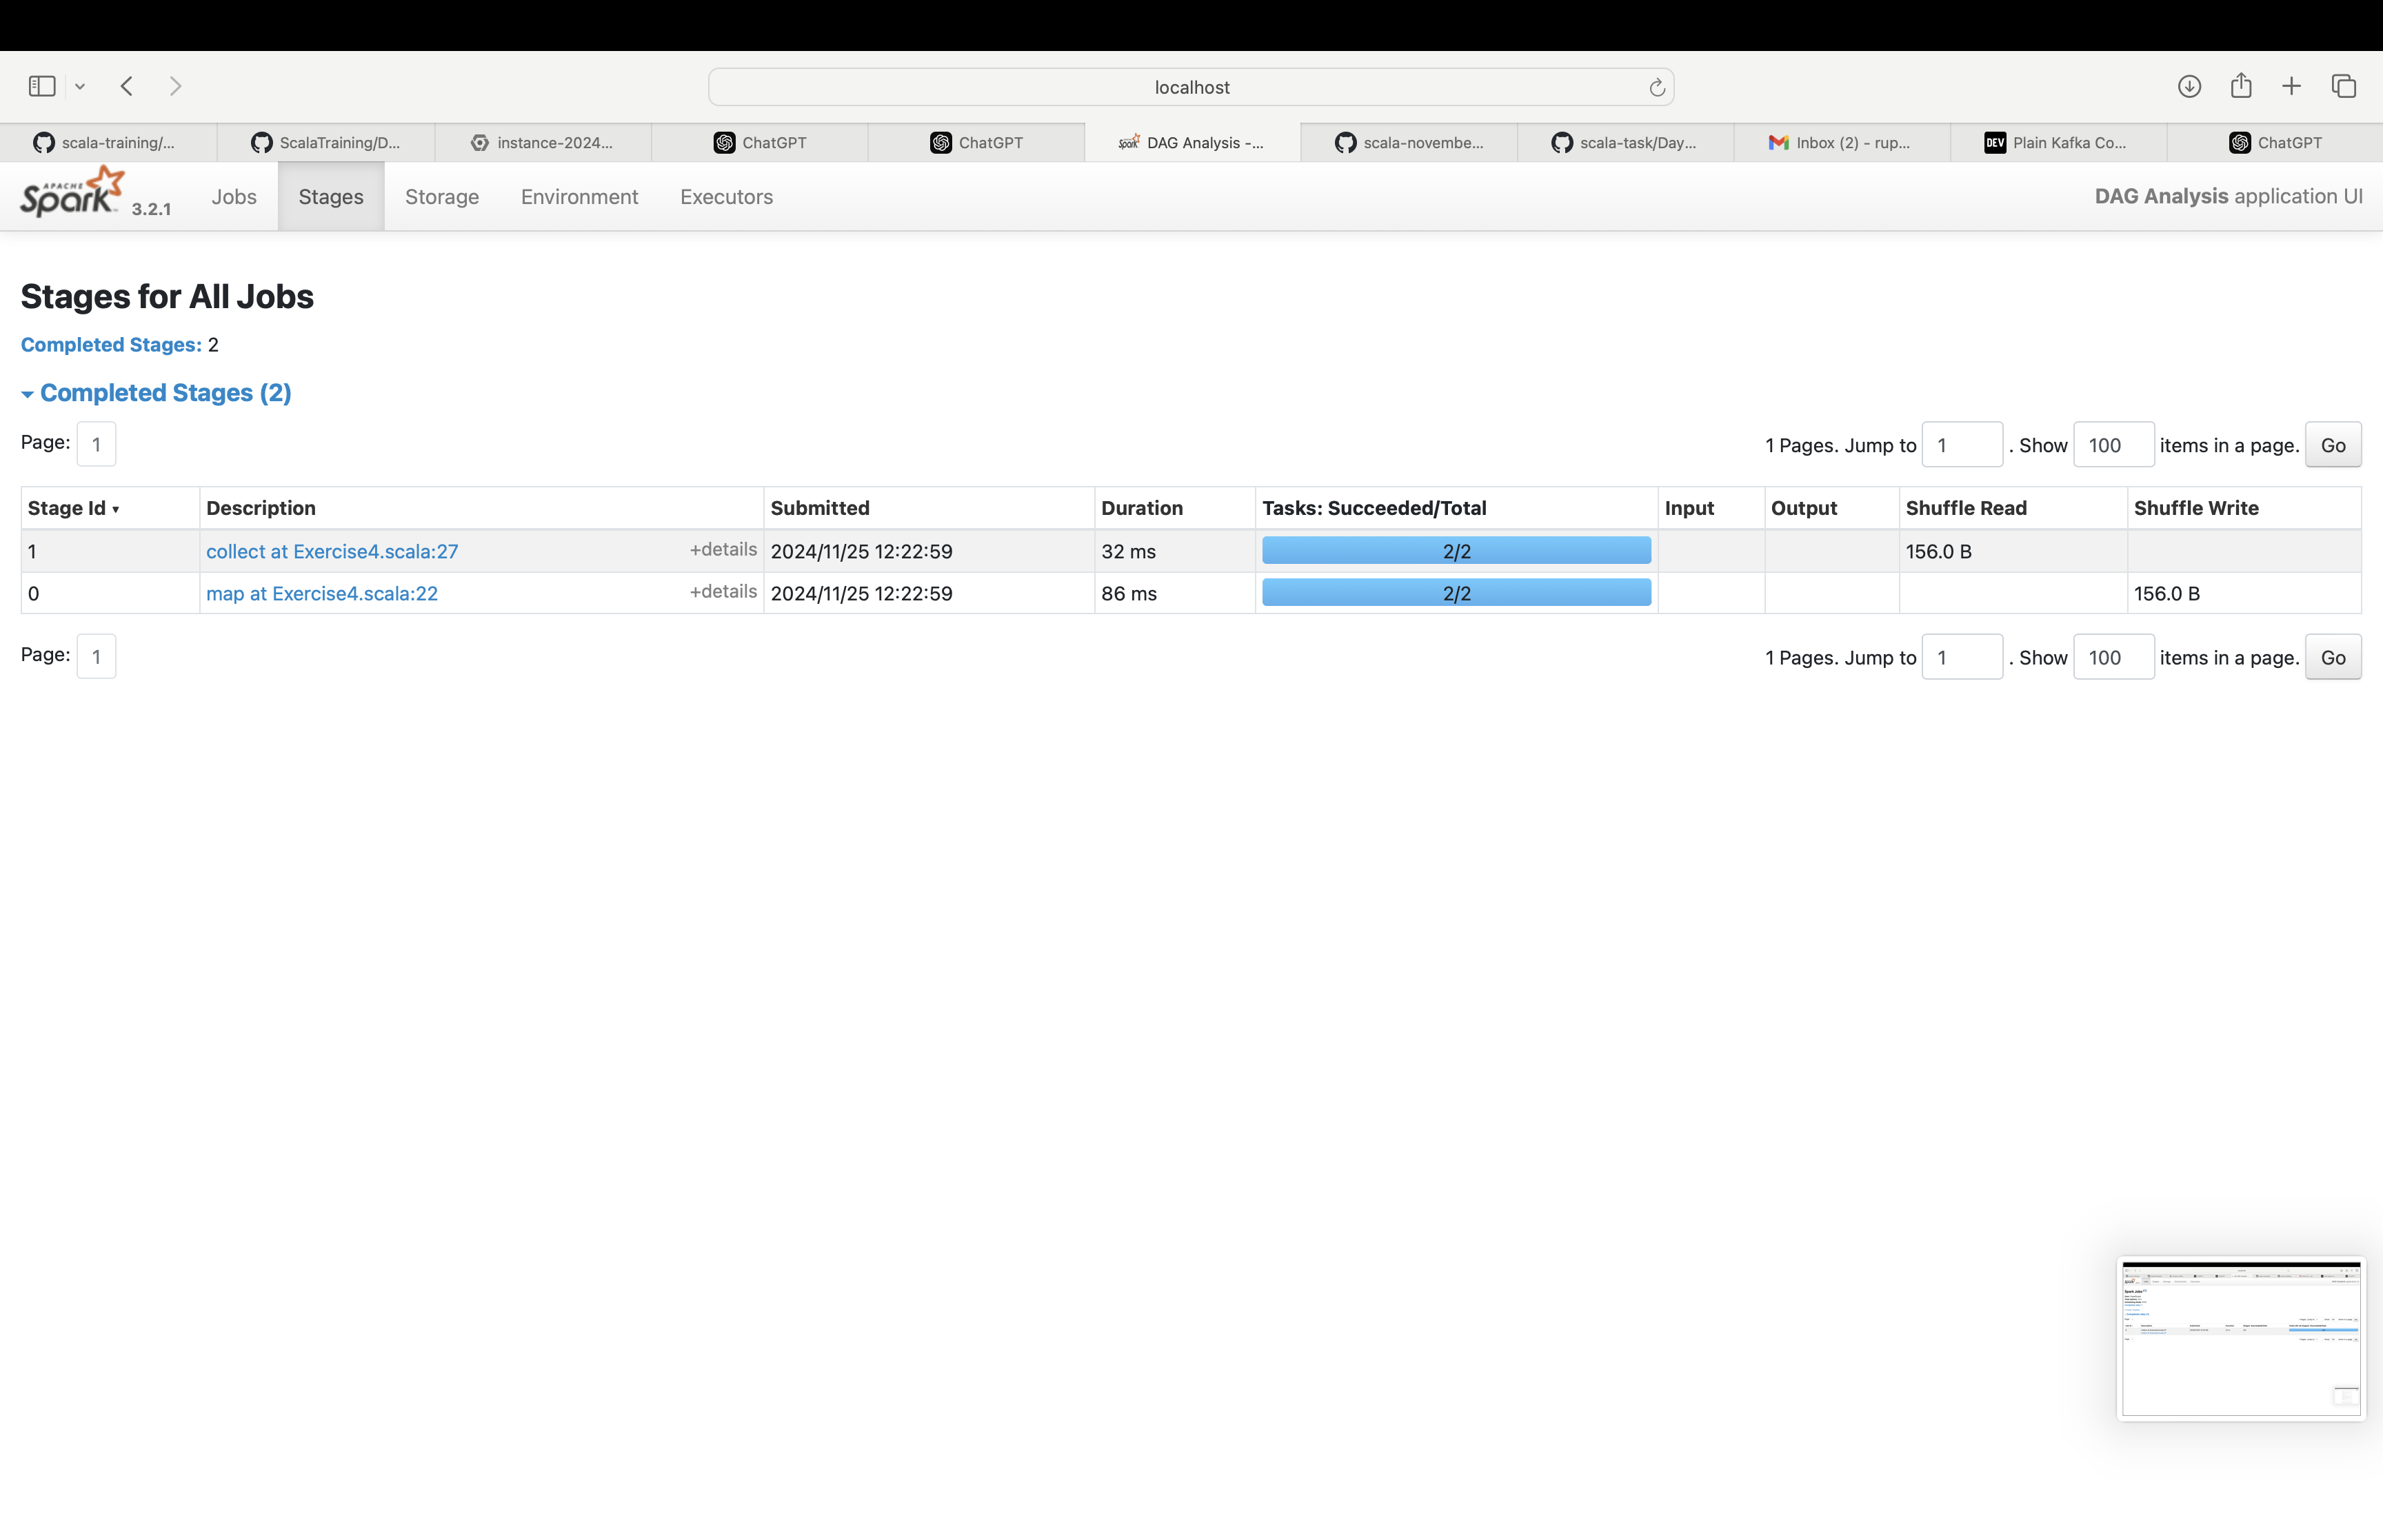 localhost
scala-training/...
ScalaTraining/D...
instance-2024...
ChatGPT
ChatGPT
DAG Analysis -...
scala-novembe...
scala-task/Day...
Inbox (2) - rup...
DEV Plain Kafka Co...
ChatGPT
APACHE Spark 3.2.1 Jobs Stages Storage Environment Executors DAG Analysis application UI
Stages for All Jobs
Completed Stages: 2
Completed Stages (2)
Page: 1 1 Pages. Jump to 1 . Show 100 items in a page. Go
Stage Id Description Submitted Duration Tasks: Succeeded/Total Input Output Shuffle Read Shuffle Write
1 collect at Exercise4.scala:27 +details 2024/11/25 12:22:59 32 ms 2/2 156.0 B
0 map at Exercise4.scala:22 +details 2024/11/25 12:22:59 86 ms 2/2 156.0 B
Page: 1 1 Pages. Jump to 1 . Show 100 items in a page. Go